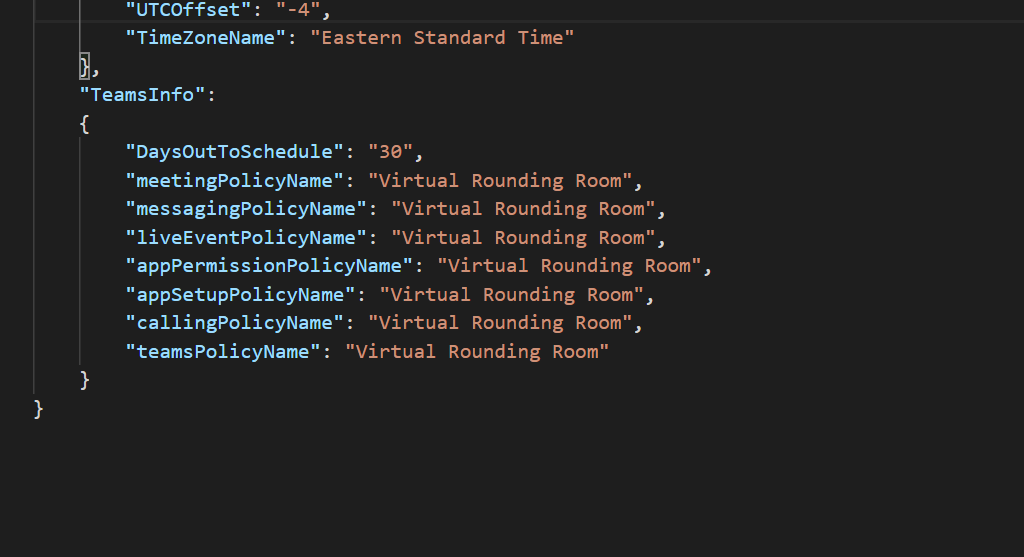 "UTCOffset": "-4",
"TimeZoneName": "Eastern Standard Time"
},
"TeamsInfo":
{
"DaysOutToSchedule": "30",
"meetingPolicyName": "Virtual Rounding Room",
"messagingPolicyName": "Virtual Rounding Room",
"liveEventPolicyName": "Virtual Rounding Room",
"appPermissionPolicyName": "Virtual Rounding Room",
"appSetupPolicyName": "Virtual Rounding Room",
"callingPolicyName": "Virtual Rounding Room",
"teamsPolicyName": "Virtual Rounding Room"
}
}